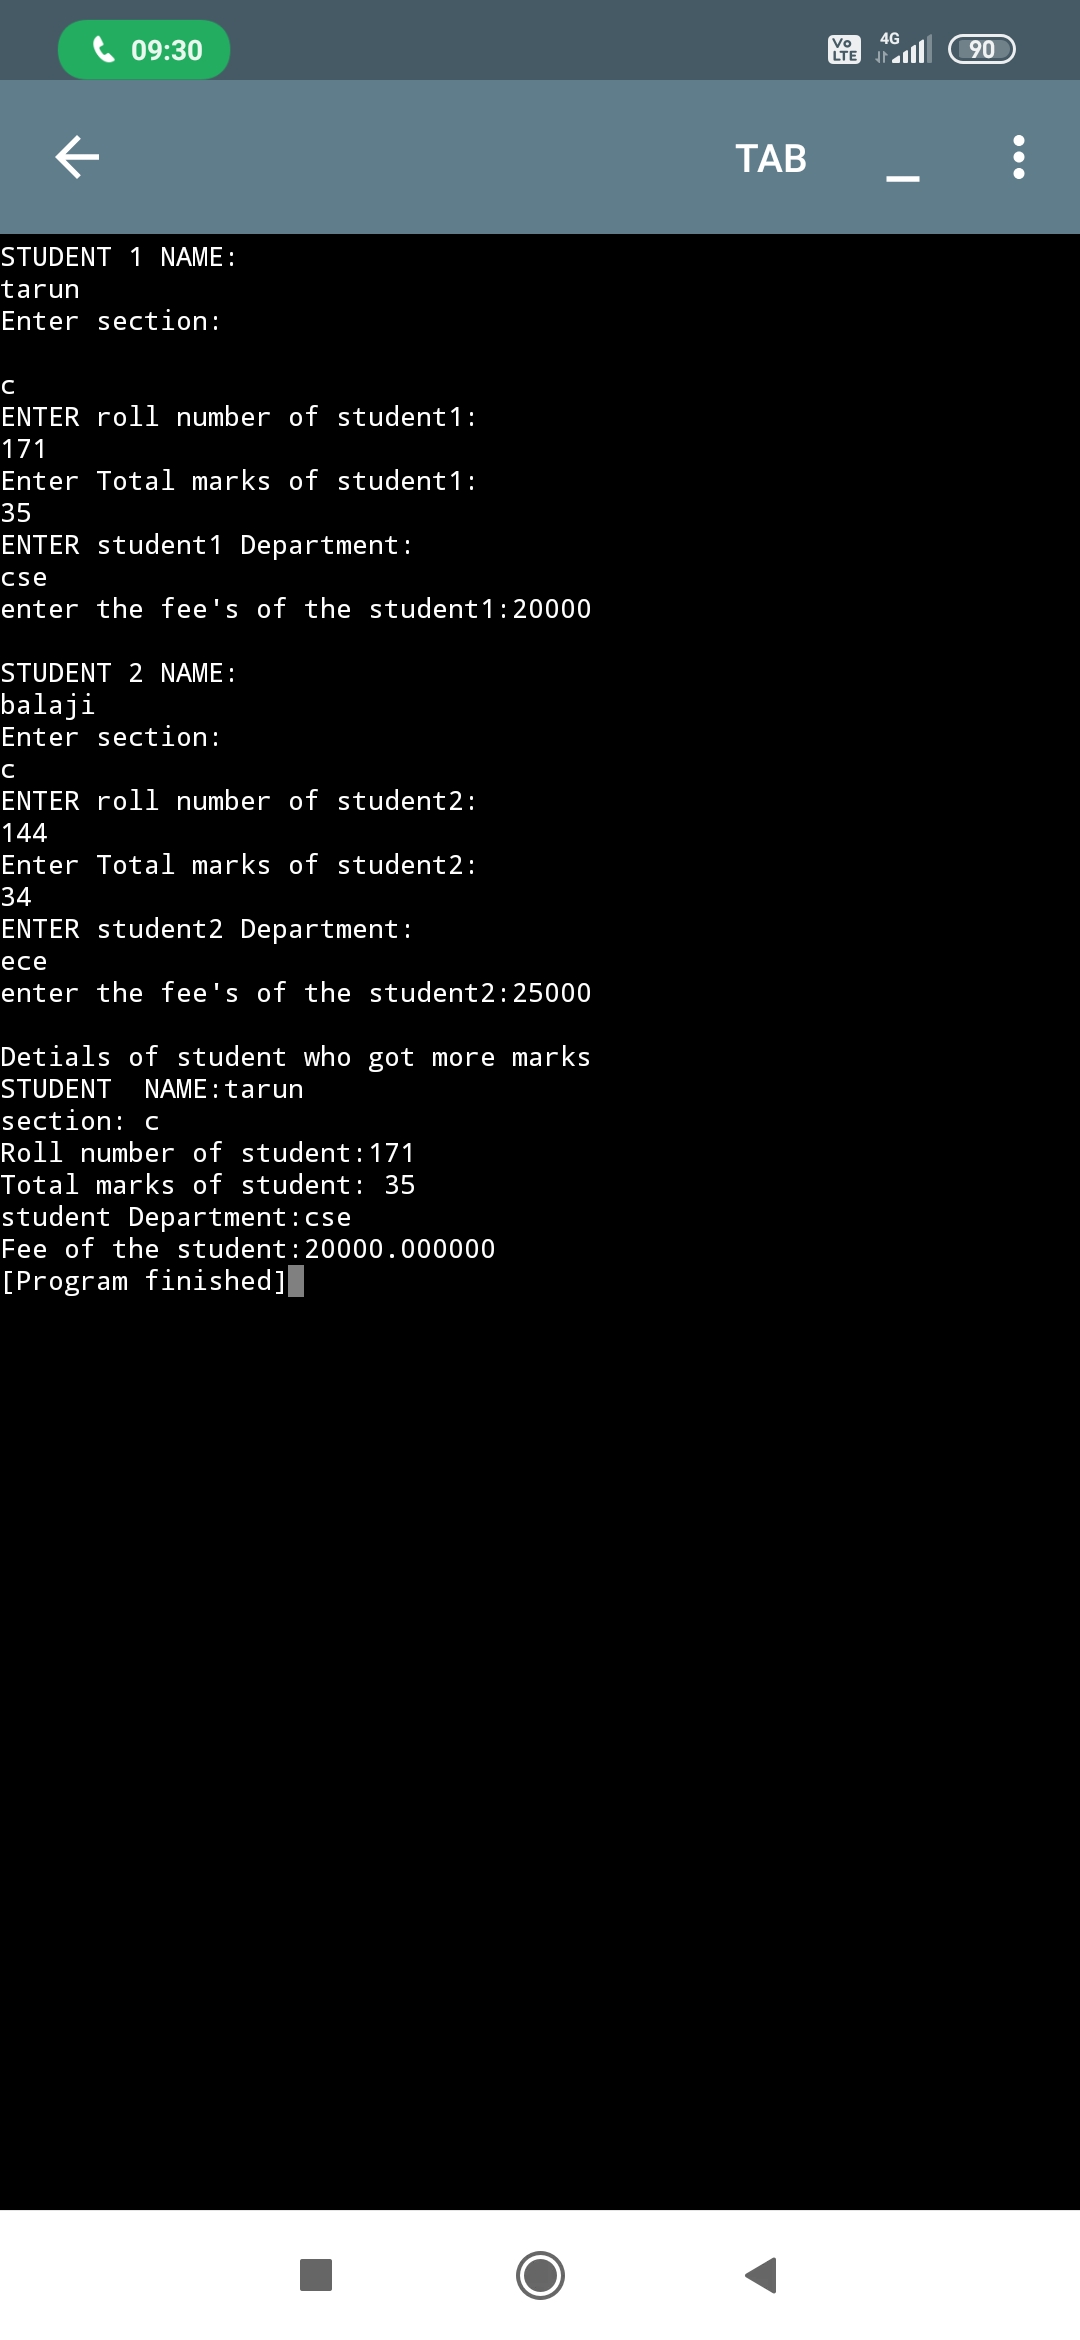 09:30
Vo LTE 4G 90
TAB _
STUDENT 1 NAME:
tarun
Enter section:
c
ENTER roll number of student1:
171
Enter Total marks of student1:
35
ENTER student1 Department:
cse
enter the fee's of the student1:20000
STUDENT 2 NAME:
balaji
Enter section:
c
ENTER roll number of student2:
144
Enter Total marks of student2:
34
ENTER student2 Department:
ece
enter the fee's of the student2:25000
Detials of student who got more marks
STUDENT  NAME:tarun
section: c
Roll number of student:171
Total marks of student: 35
student Department:cse
Fee of the student:20000.000000
[Program finished]